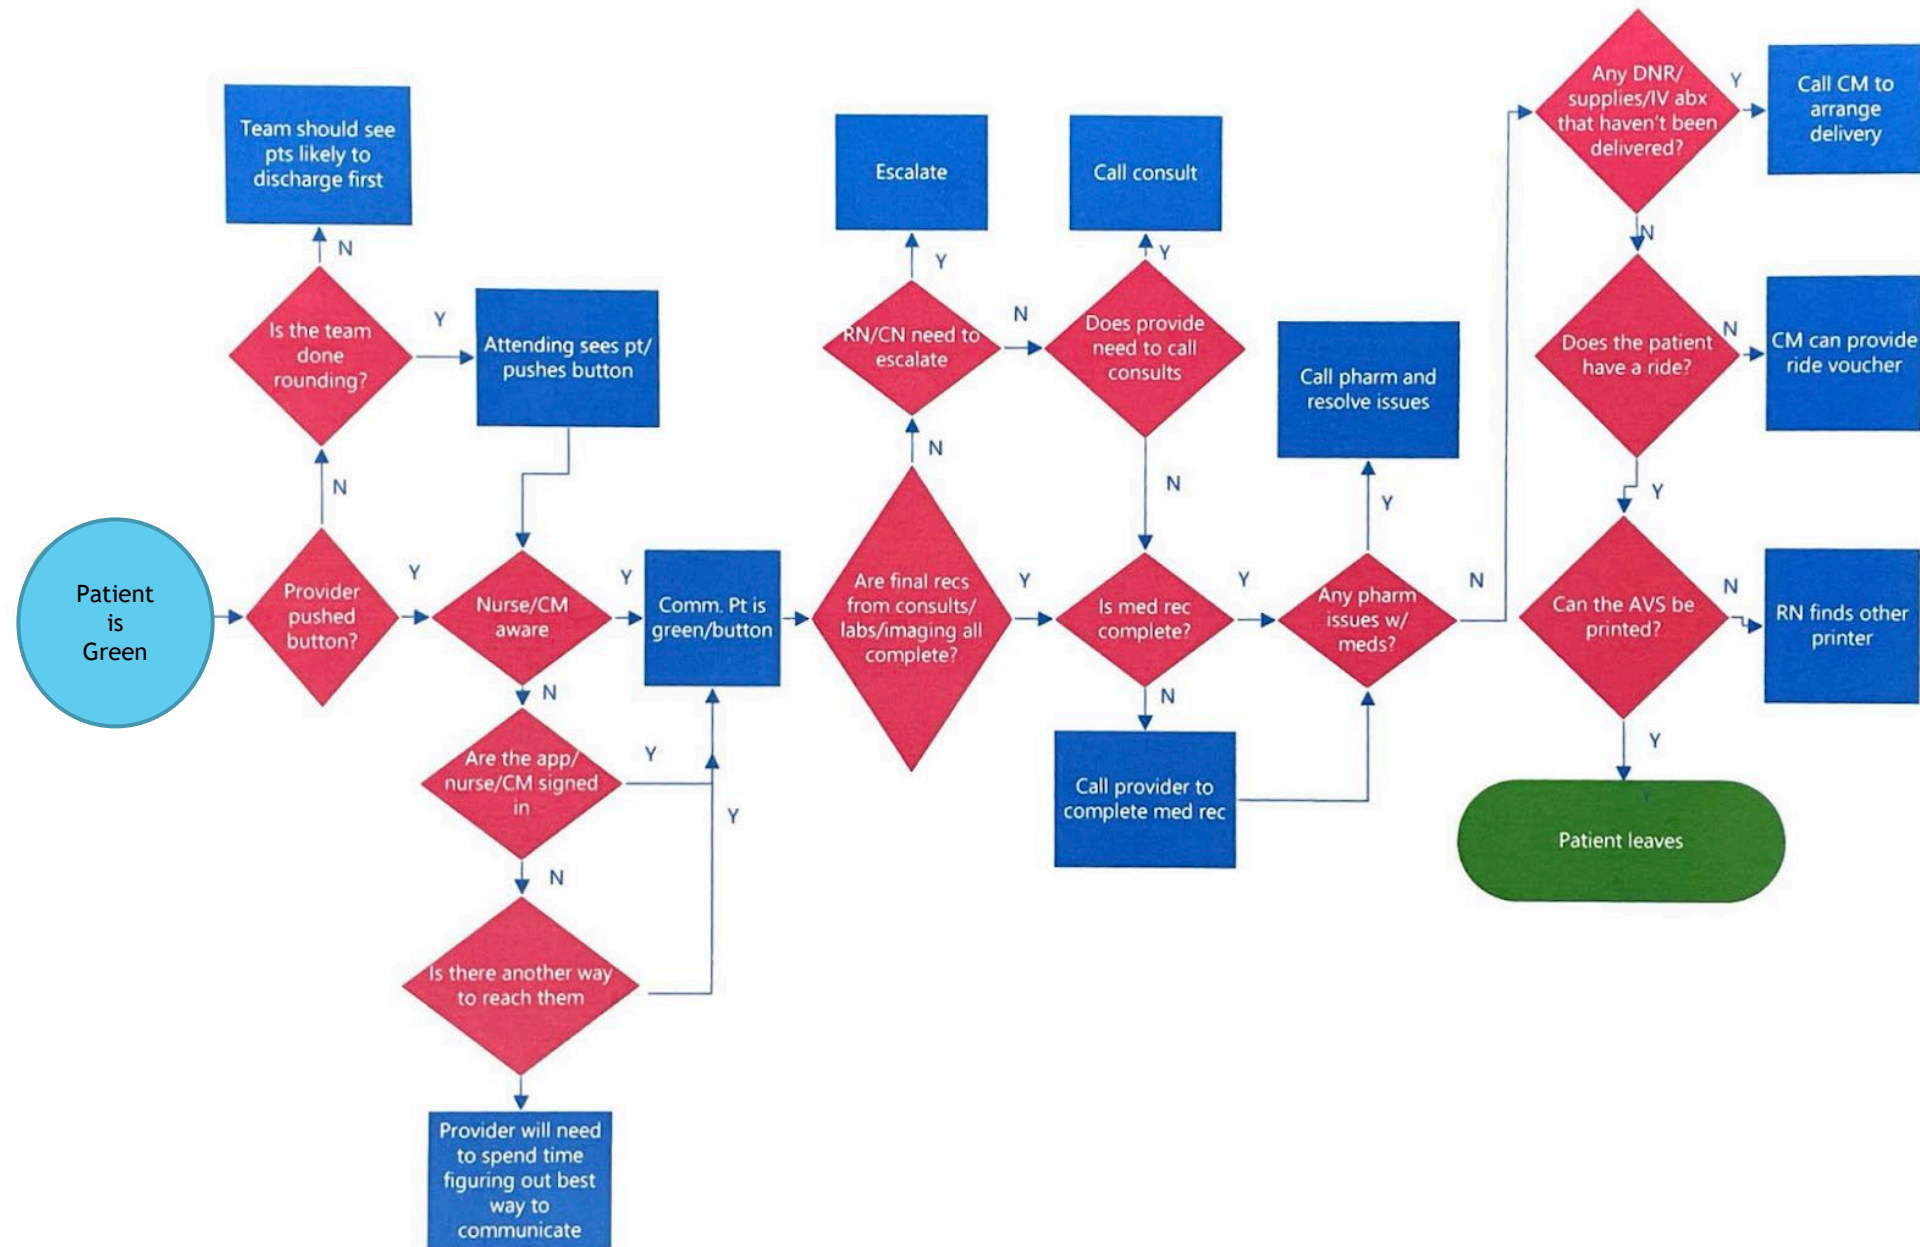 Patient
is
Green
Provider
pushed
button?
N
Y
Is the team
done
rounding?
N
Y
Team should see
pts likely to
discharge first
Attending sees pt/
pushes button
Nurse/CM
aware
Y
N
Are the app/
nurse/CM signed
in
Y
N
Is there another way
to reach them
Y
Provider will need
to spend time
figuring out best
way to
communicate
Comm. Pt is
green/button
Are final recs
from consults/
labs/imaging all
complete?
N
Y
RN/CN need to
escalate
Y
N
Escalate
Does provide
need to call
consults
Y
N
Call consult
Is med rec
complete?
Y
N
Call provider to
complete med rec
Any pharm
issues w/
meds?
Y
N
Call pharm and
resolve issues
Any DNR/
supplies/IV abx
that haven't been
delivered?
Y
N
Call CM to
arrange
delivery
Does the patient
have a ride?
N
Y
CM can provide
ride voucher
Can the AVS be
printed?
N
Y
RN finds other
printer
Patient leaves